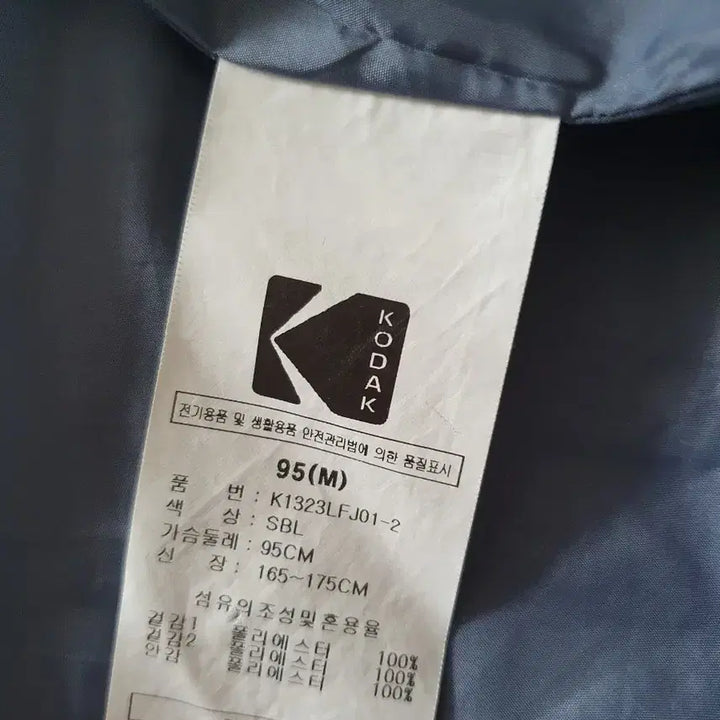 KODAK
전기용품 및 생활용품 안전관리법에 의한 품질표시
95(M)
품 번 : K1323LFJ01-2
색 상 : SBL
가슴둘레 : 95CM
신 장 : 165~175CM
섬유의조성및혼용율
겉감1 폴리에스터 100%
겉감2 폴리에스터 100%
안감 폴리에스터 100%